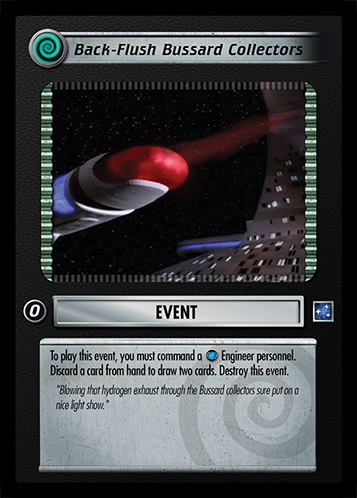 Back-Flush Bussard Collectors
0 EVENT
To play this event, you must command a Engineer personnel.
Discard a card from hand to draw two cards. Destroy this event.
"Blowing that hydrogen exhaust through the Bussard collectors sure put on a
nice light show."